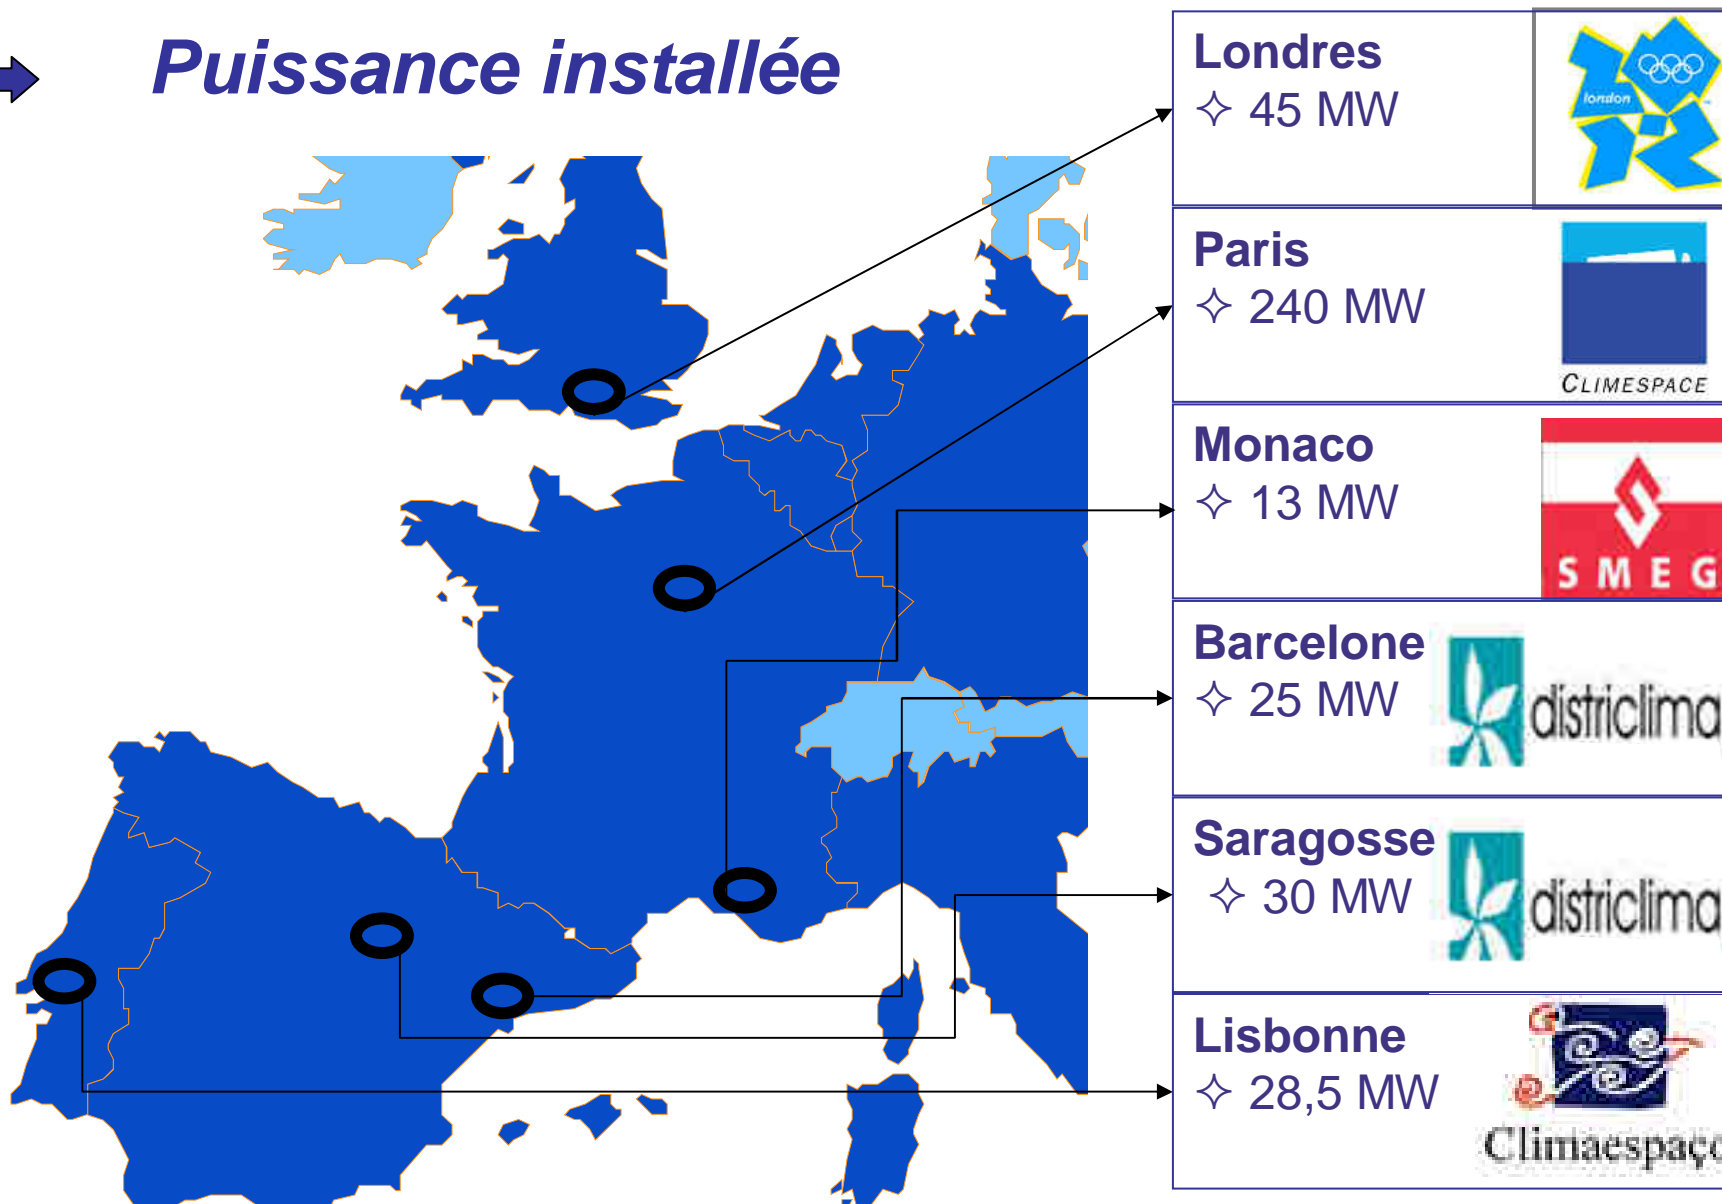 Puissance installée
Londres
✧ 45 MW
london
Paris
✧ 240 MW
CLIMESPACE
Monaco
✧ 13 MW
SMEG
Barcelone
✧ 25 MW
districlima
Saragosse
✧ 30 MW
districlima
Lisbonne
✧ 28,5 MW
Climaespaço